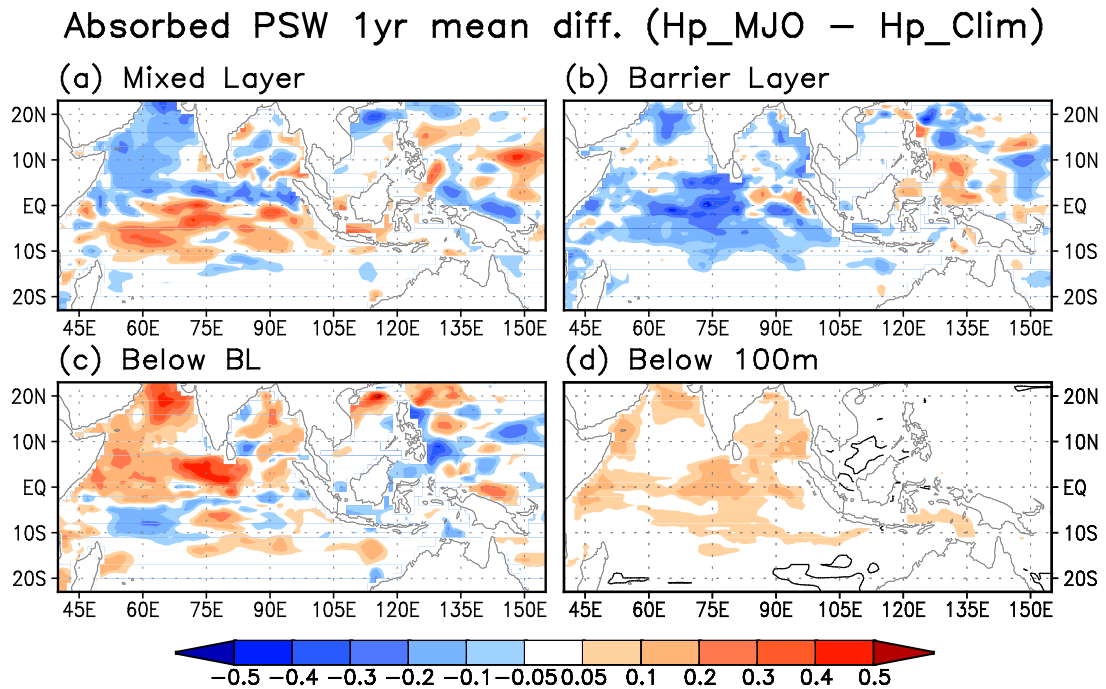 Absorbed PSW 1yr mean diff. (Hp_MJO − Hp_Clim)
(a) Mixed Layer (b) Barrier Layer
20N 20N
10N 10N
EQ EQ
10S 10S
20S 20S
45E 60E 75E 90E 105E 120E 135E 150E 45E 60E 75E 90E 105E 120E 135E 150E
(c) Below BL (d) Below 100m
20N 20N
10N 10N
EQ EQ
10S 10S
20S 20S
45E 60E 75E 90E 105E 120E 135E 150E 45E 60E 75E 90E 105E 120E 135E 150E
−0.5 −0.4 −0.3 −0.2 −0.1 −0.05 0.05 0.1 0.2 0.3 0.4 0.5